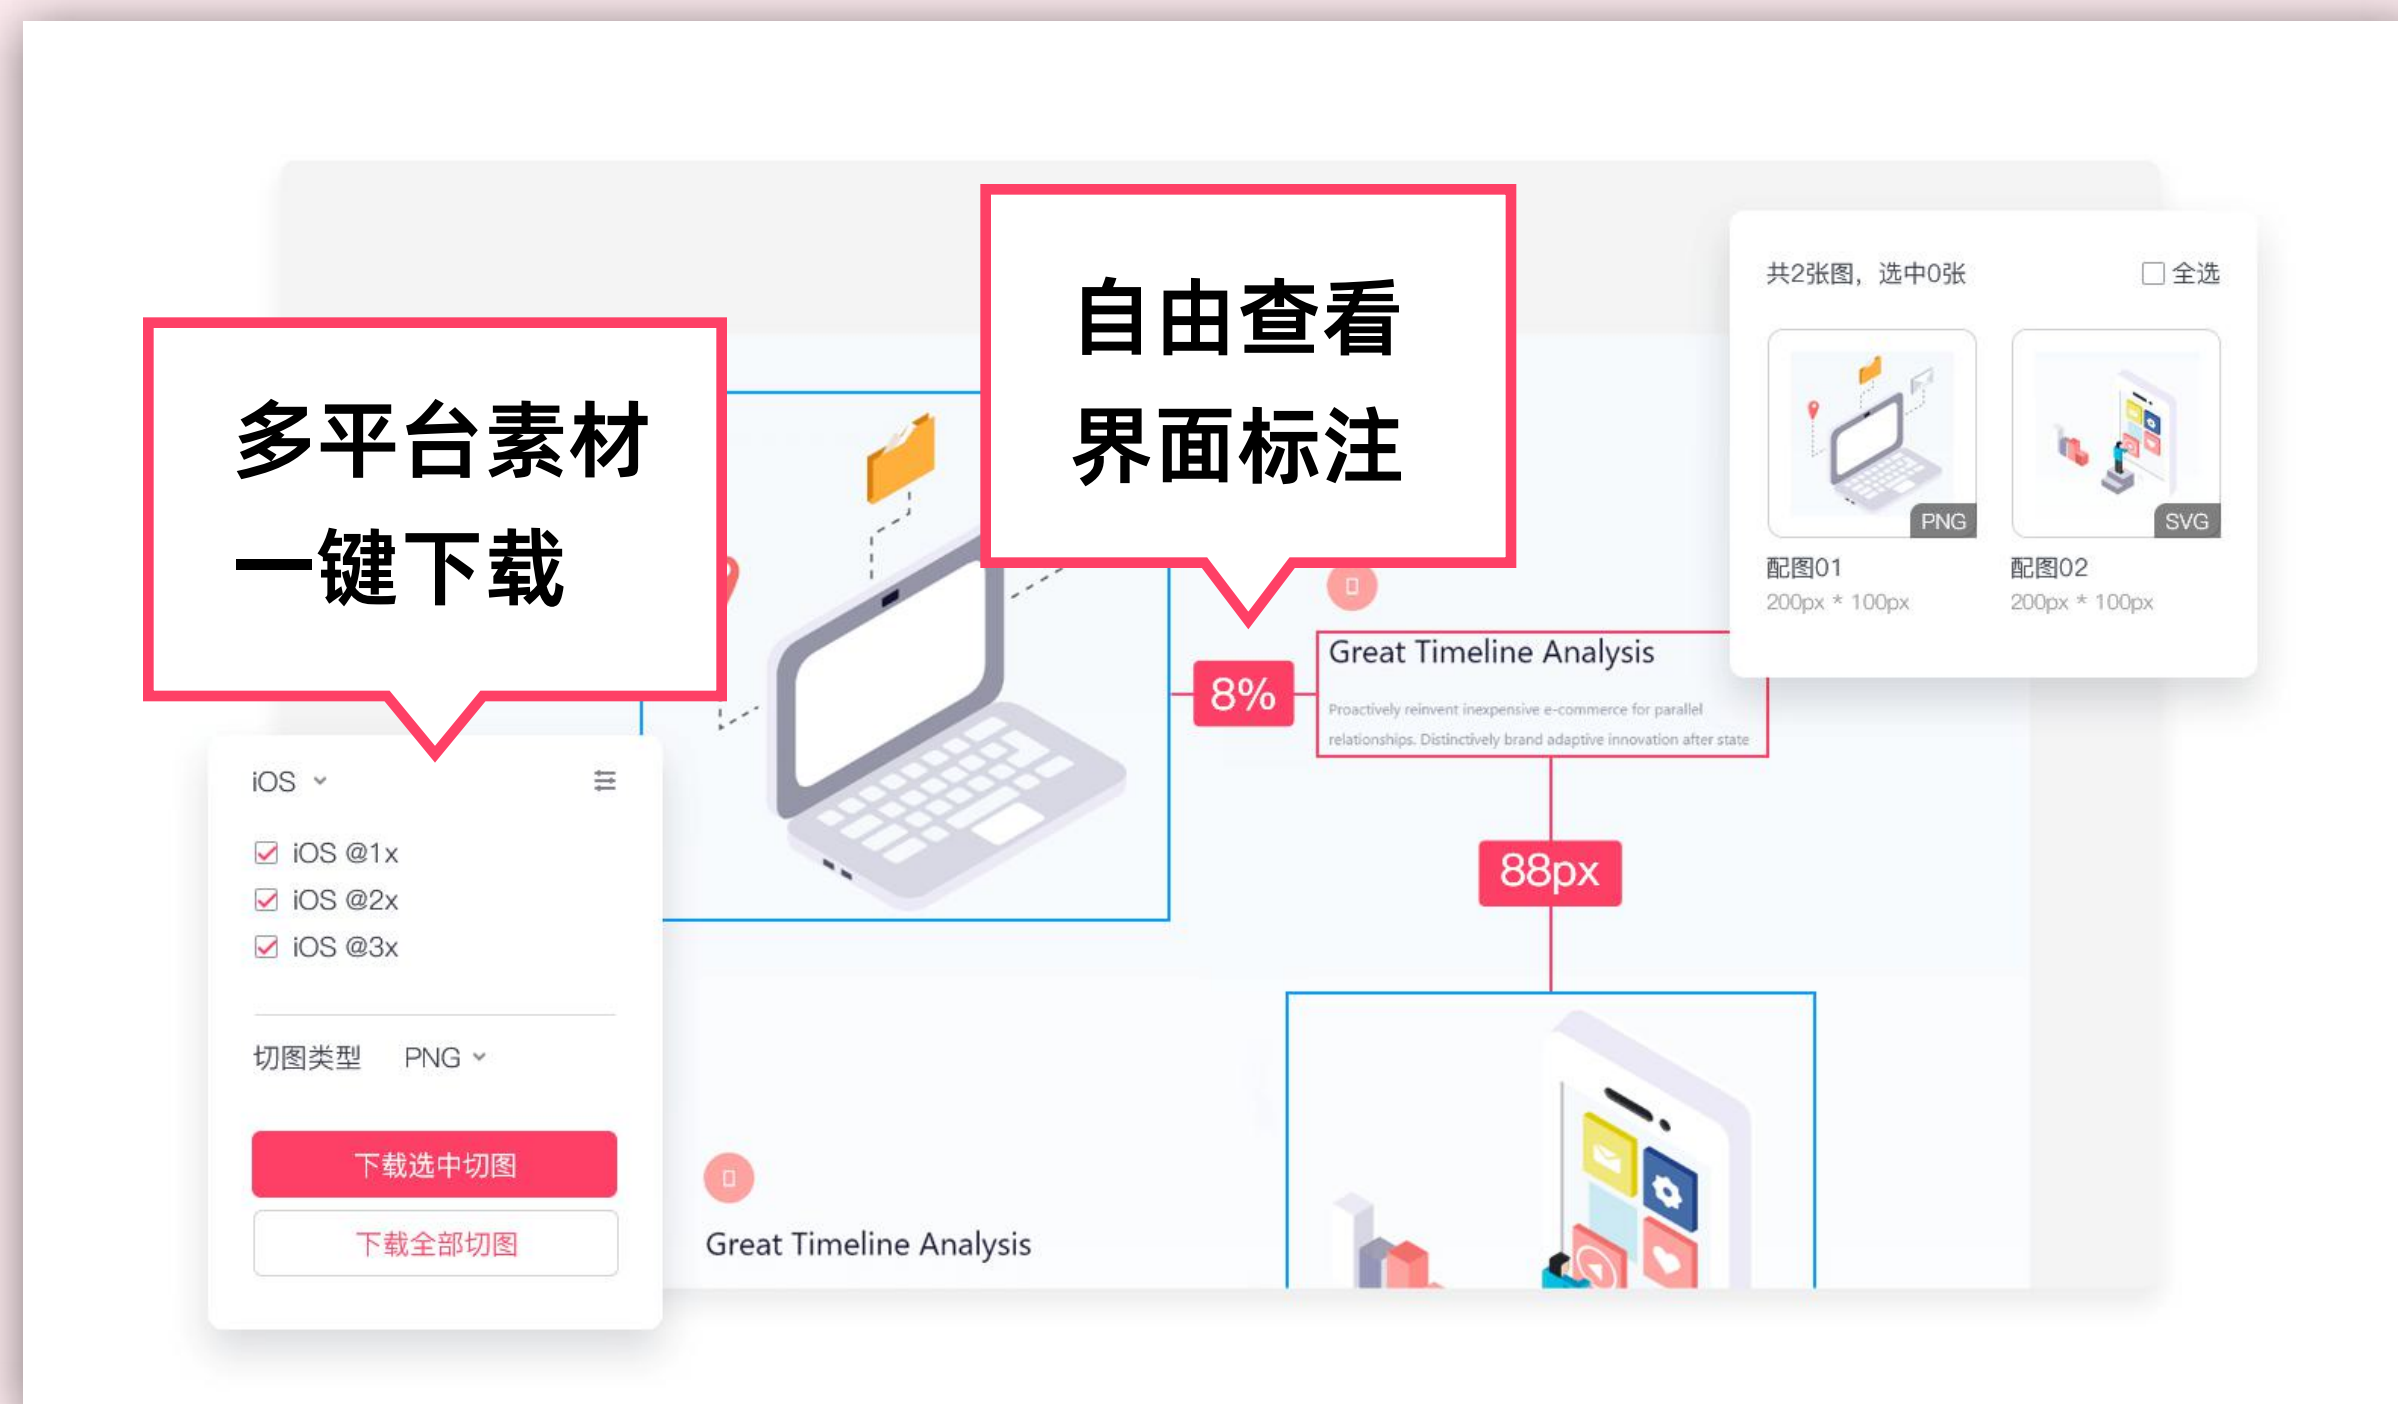 自由查看
界面标注
多平台素材
一键下载
共2张图，选中0张
全选
PNG
SVG
配图01
配图02
200px * 100px
200px * 100px
8%
Great Timeline Analysis
Proactively reinvent inexpensive e-commerce for parallel
relationships. Distinctively brand adaptive innovation after state
88px
iOS
iOS @1x
iOS @2x
iOS @3x
切图类型 PNG
下载选中切图
下载全部切图
Great Timeline Analysis